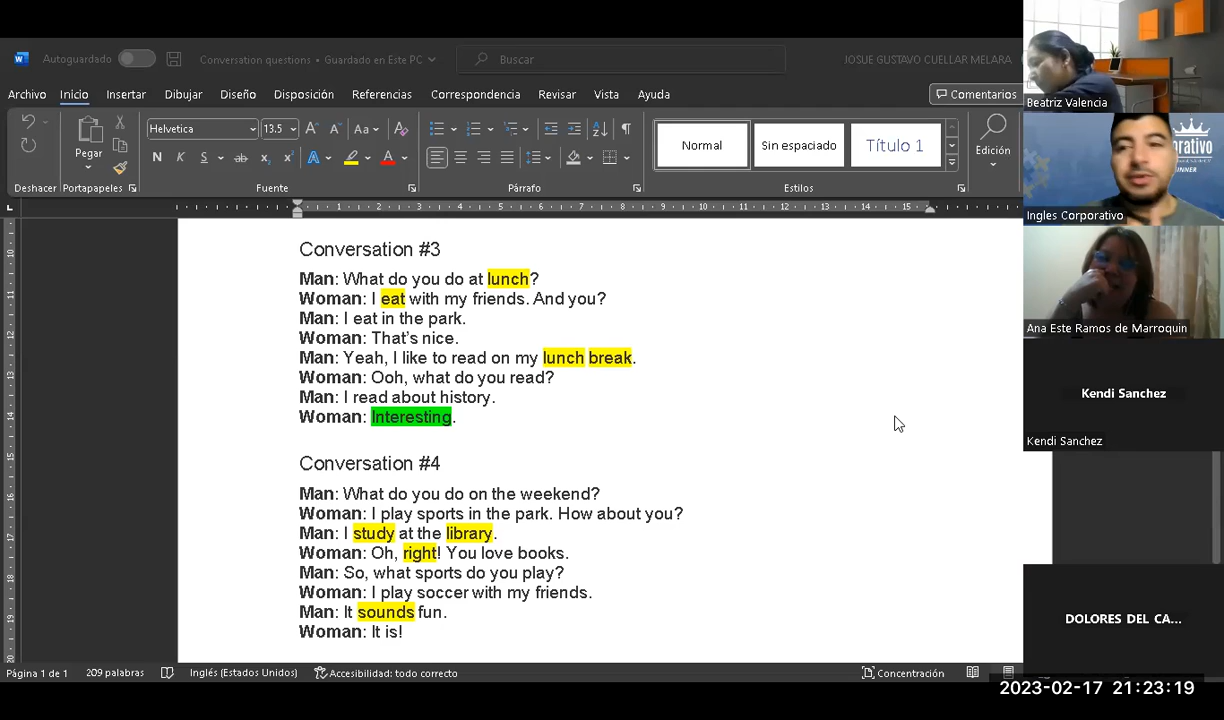 Autoguardado
Conversation questions • Guardado en Este PC
Buscar
JOSUE GUSTAVO CUELLAR MELARA
Archivo Inicio Insertar Dibujar Diseño Disposición Referencias Correspondencia Revisar Vista Ayuda
Comentarios
Helvetica 13.5
Pegar
Normal Sin espaciado Título 1
Edición
Deshacer Portapapeles Fuente Párrafo Estilos
Conversation #3
Man: What do you do at lunch?
Woman: I eat with my friends. And you?
Man: I eat in the park.
Woman: That's nice.
Man: Yeah, I like to read on my lunch break.
Woman: Ooh, what do you read?
Man: I read about history.
Woman: Interesting.
Conversation #4
Man: What do you do on the weekend?
Woman: I play sports in the park. How about you?
Man: I study at the library.
Woman: Oh, right! You love books.
Man: So, what sports do you play?
Woman: I play soccer with my friends.
Man: It sounds fun.
Woman: It is!
Página 1 de 1 209 palabras Inglés (Estados Unidos) Accesibilidad: todo correcto Concentración
Beatriz Valencia
Ingles Corporativo
Ana Este Ramos de Marroquin
Kendi Sanchez
Kendi Sanchez
DOLORES DEL CA...
2023-02-17 21:23:19